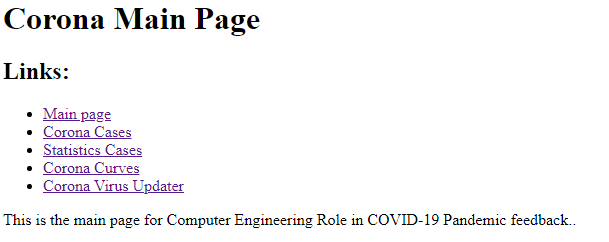 Corona Main Page
Links:
Main page
Corona Cases
Statistics Cases
Corona Curves
Corona Virus Updater
This is the main page for Computer Engineering Role in COVID-19 Pandemic feedback..